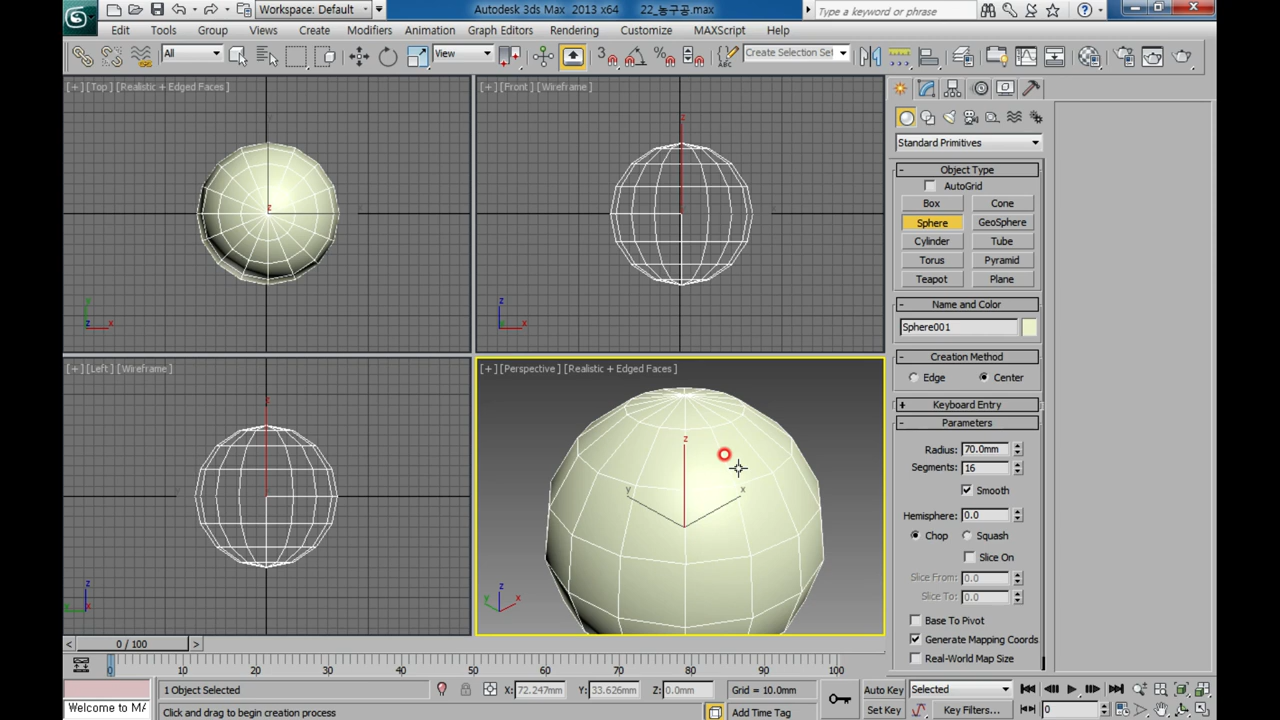 Workspace: Default
Autodesk 3ds Max 2013 x64 22_농구공.max
Type a keyword or phrase
Edit Tools Group Views Create Modifiers Animation Graph Editors Rendering Customize MAXScript Help
All
View
3
Create Selection Set
[+][Top][Realistic + Edged Faces]
[+][Front][Wireframe]
Standard Primitives
Object Type
AutoGrid
Box Cone
Sphere GeoSphere
Cylinder Tube
Torus Pyramid
Teapot Plane
Name and Color
Sphere001
Creation Method
Edge Center
Keyboard Entry
Parameters
Radius: 70.0mm
Segments: 16
Smooth
Hemisphere: 0.0
Chop Squash
Slice On
Slice From: 0.0
Slice To: 0.0
Base To Pivot
Generate Mapping Coords
Real-World Map Size
[+][Left][Wireframe]
[+][Perspective][Realistic + Edged Faces]
0 / 100
0 10 20 30 40 50 60 70 80 90 100
1 Object Selected
X: 72.247mm Y: 33.626mm Z: 0.0mm
Grid = 10.0mm
Auto Key Selected
Welcome to MA
Click and drag to begin creation process
Add Time Tag
Set Key Key Filters...
0